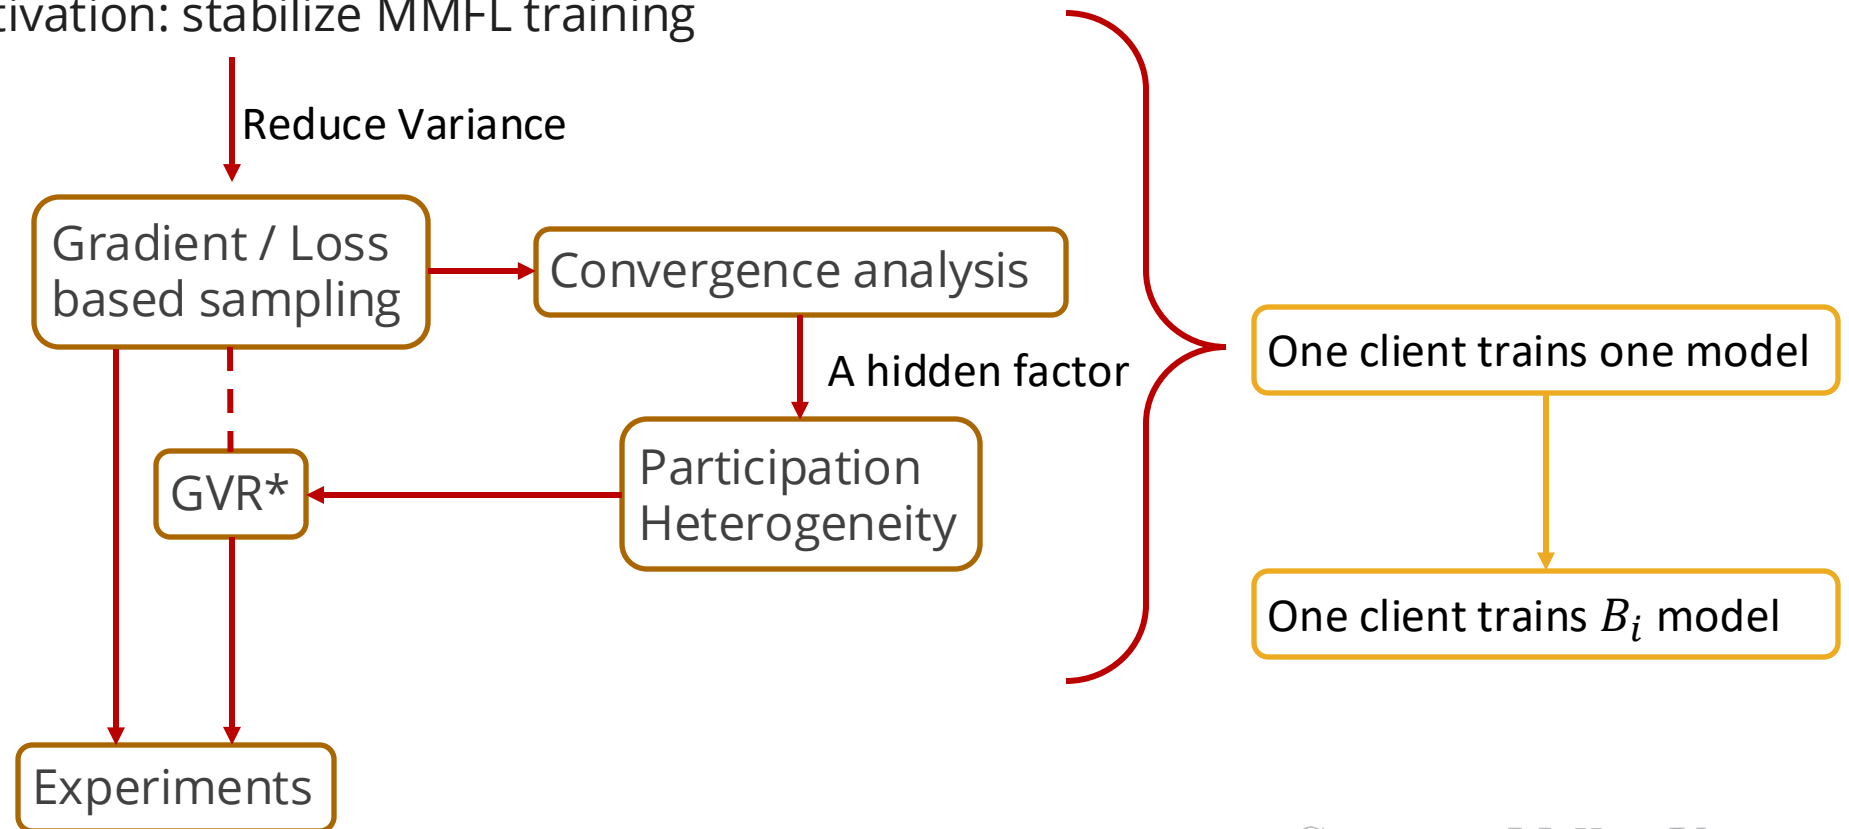 tivation: stabilize MMFL training
Reduce Variance
Gradient / Loss
based sampling
Convergence analysis
A hidden factor
One client trains one model
Participation
Heterogeneity
GVR*
One client trains B_i model
Experiments